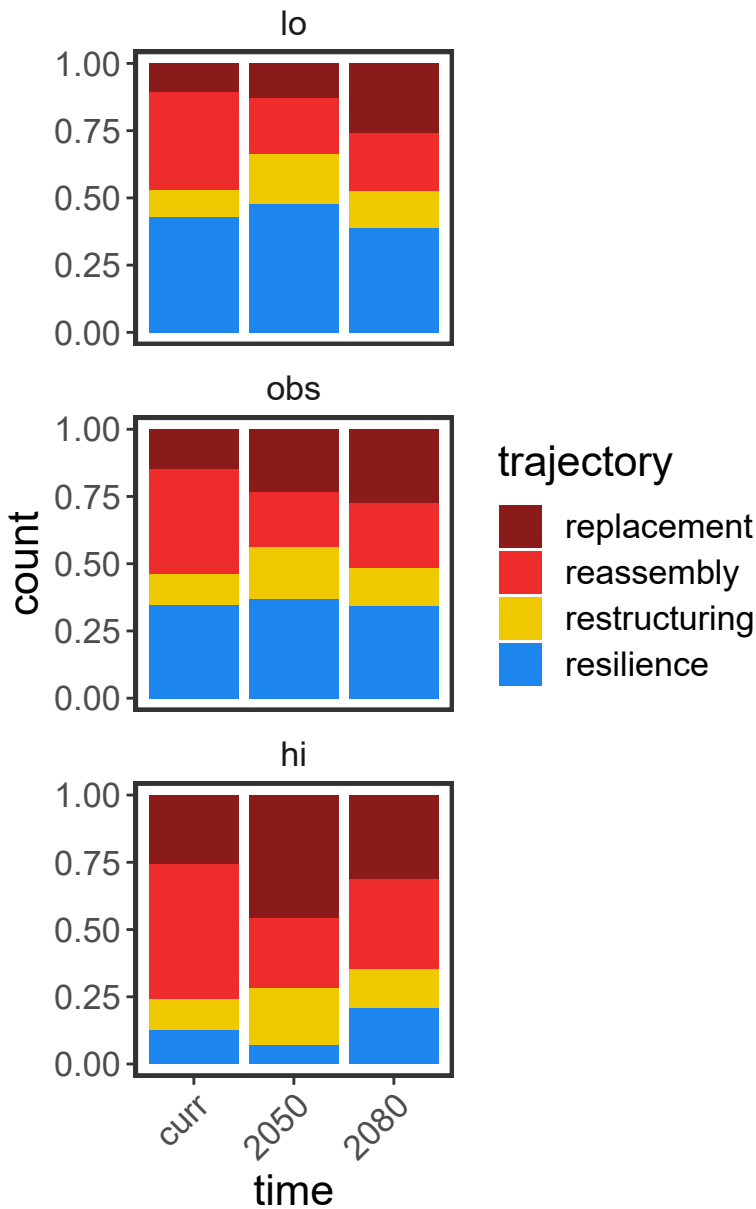 lo
1.00
0.75
0.50
0.25
0.00
obs
1.00
0.75
0.50
0.25
0.00
count
trajectory
replacement
reassembly
restructuring
resilience
hi
1.00
0.75
0.50
0.25
0.00
curr
2050
2080
time